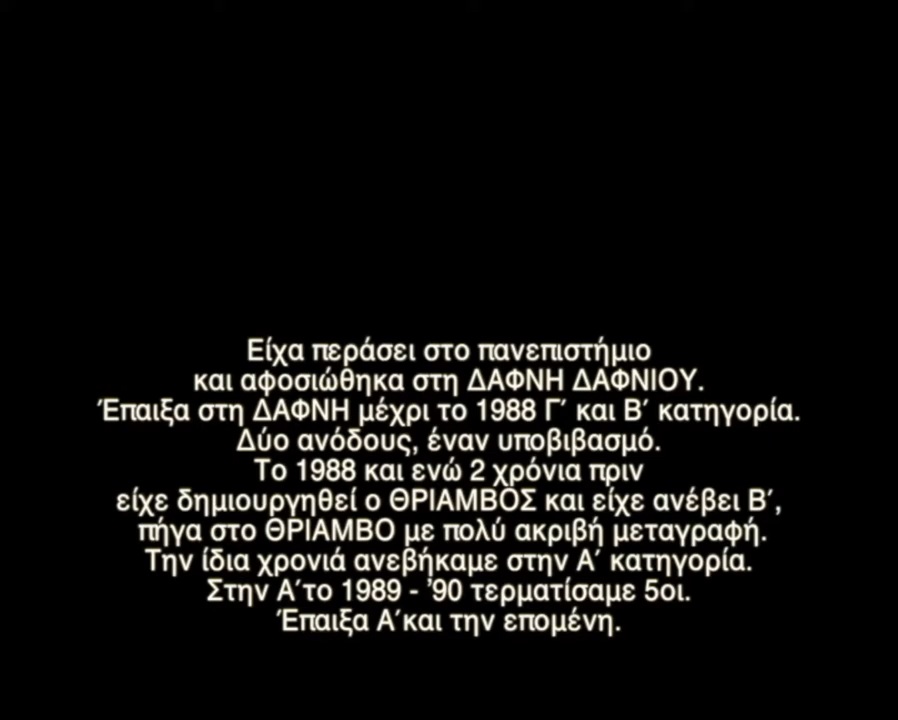 Είχα περάσει στο πανεπιστήμιο
και αφοσιώθηκα στη ΔΑΦΝΗ ΔΑΦΝΙΟΥ.
Έπαιξα στη ΔΑΦΝΗ μέχρι το 1988 Γ΄ και Β΄ κατηγορία.
Δύο ανόδους, έναν υποβιβασμό.
Το 1988 και ενώ 2 χρόνια πριν
είχε δημιουργηθεί ο ΘΡΙΑΜΒΟΣ και είχε ανέβει Β΄,
πήγα στο ΘΡΙΑΜΒΟ με πολύ ακριβή μεταγραφή.
Την ίδια χρονιά ανεβήκαμε στην Α΄ κατηγορία.
Στην Α΄το 1989 - ’90 τερματίσαμε 5οι.
Έπαιξα Α΄και την επομένη.